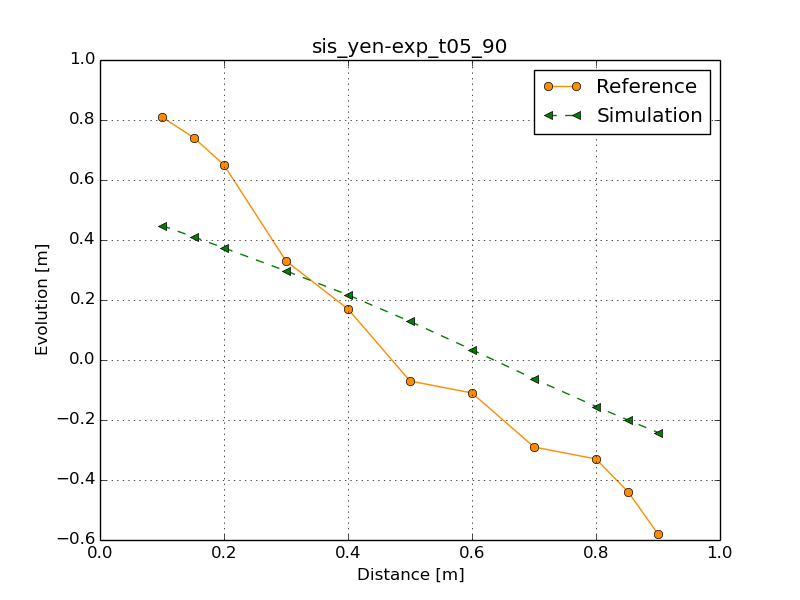 sis_yen-exp_t05_90
Reference
Simulation
1.0
0.8
0.6
0.4
0.2
0.0
−0.2
−0.4
−0.6
Evolution [m]
0.0 0.2 0.4 0.6 0.8 1.0
Distance [m]